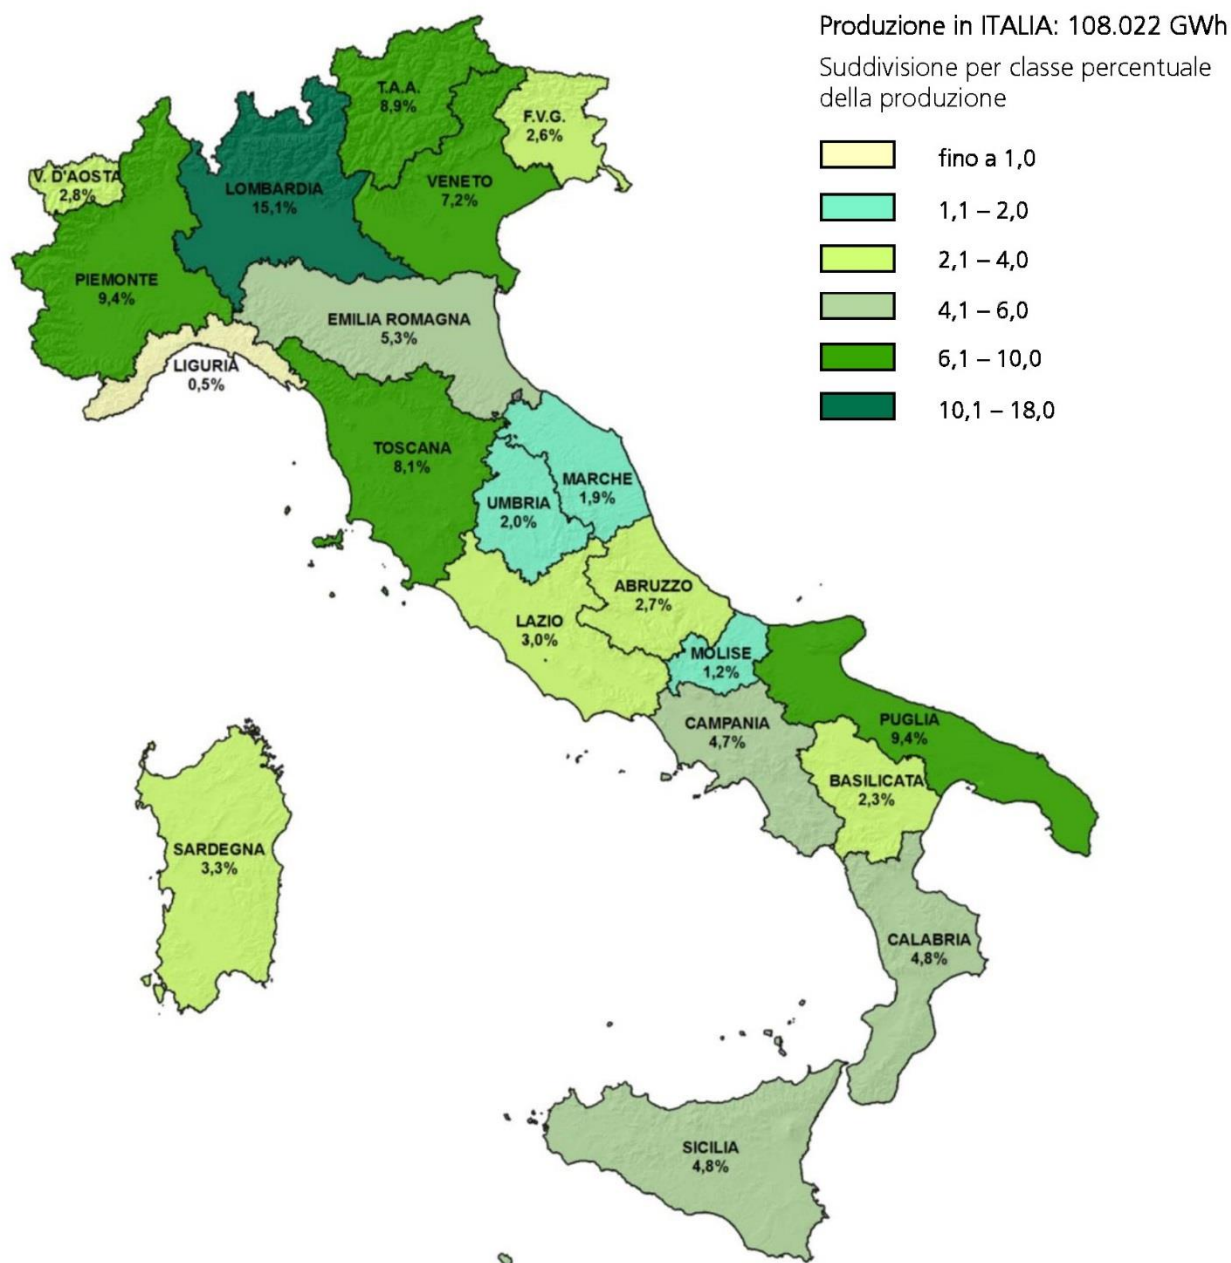 Produzione in ITALIA: 108.022 GWh
Suddivisione per classe percentuale
della produzione
fino a 1,0
1,1 – 2,0
2,1 – 4,0
4,1 – 6,0
6,1 – 10,0
10,1 – 18,0
T.A.A.
8,9%
F.V.G.
2,6%
V. D'AOSTA
2,8%
LOMBARDIA
15,1%
VENETO
7,2%
PIEMONTE
9,4%
EMILIA ROMAGNA
5,3%
LIGURIA
0,5%
TOSCANA
8,1%
MARCHE
1,9%
UMBRIA
2,0%
ABRUZZO
2,7%
LAZIO
3,0%
MOLISE
1,2%
CAMPANIA
4,7%
PUGLIA
9,4%
BASILICATA
2,3%
SARDEGNA
3,3%
CALABRIA
4,8%
SICILIA
4,8%